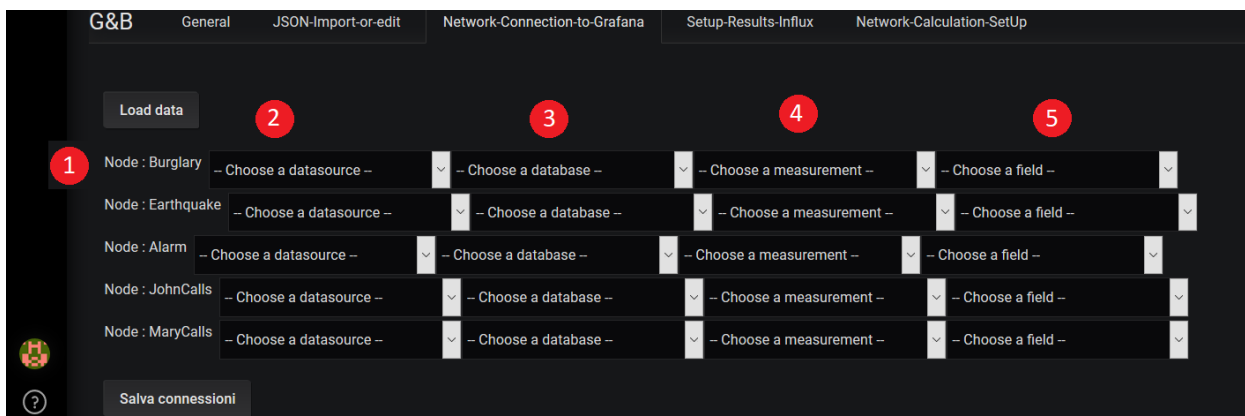 G&B General JSON-Import-or-edit Network-Connection-to-Grafana Setup-Results-Influx Network-Calculation-SetUp
Load data
2 3 4 5
1 Node : Burglary -- Choose a datasource -- -- Choose a database -- -- Choose a measurement -- -- Choose a field --
Node : Earthquake -- Choose a datasource -- -- Choose a database -- -- Choose a measurement -- -- Choose a field --
Node : Alarm -- Choose a datasource -- -- Choose a database -- -- Choose a measurement -- -- Choose a field --
Node : JohnCalls -- Choose a datasource -- -- Choose a database -- -- Choose a measurement -- -- Choose a field --
Node : MaryCalls -- Choose a datasource -- -- Choose a database -- -- Choose a measurement -- -- Choose a field --
Salva connessioni
?